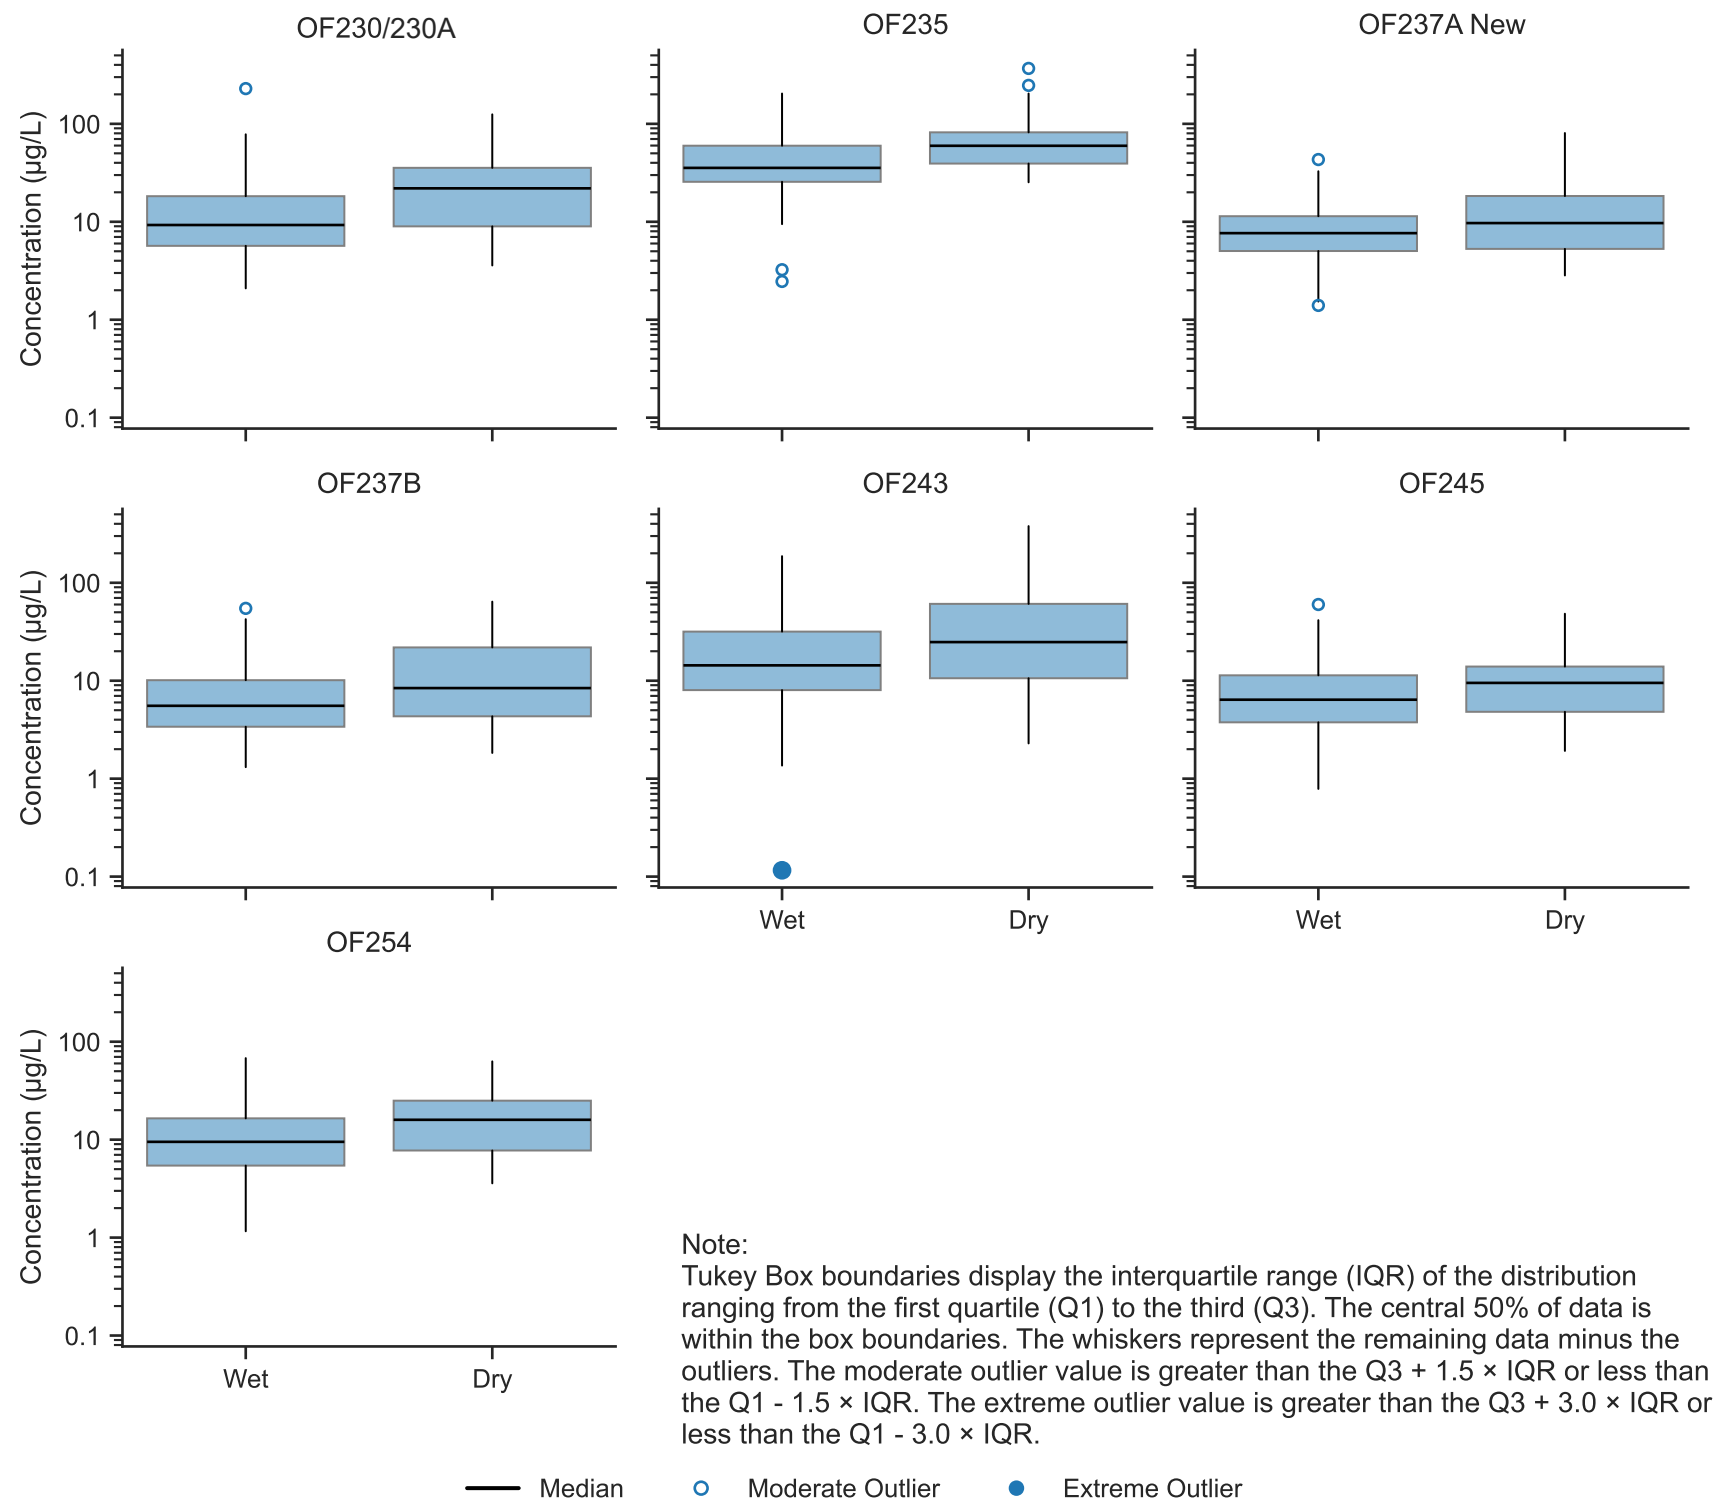 OF230/230A
OF235
OF237A New
Concentration (µg/L)
100
10
1
0.1
OF237B
OF243
OF245
Concentration (µg/L)
100
10
1
0.1
Wet
Dry
Wet
Dry
OF254
Concentration (µg/L)
100
10
1
0.1
Wet
Dry
Note:
Tukey Box boundaries display the interquartile range (IQR) of the distribution
ranging from the first quartile (Q1) to the third (Q3). The central 50% of data is
within the box boundaries. The whiskers represent the remaining data minus the
outliers. The moderate outlier value is greater than the Q3 + 1.5 × IQR or less than
the Q1 - 1.5 × IQR. The extreme outlier value is greater than the Q3 + 3.0 × IQR or
less than the Q1 - 3.0 × IQR.
Median
Moderate Outlier
Extreme Outlier